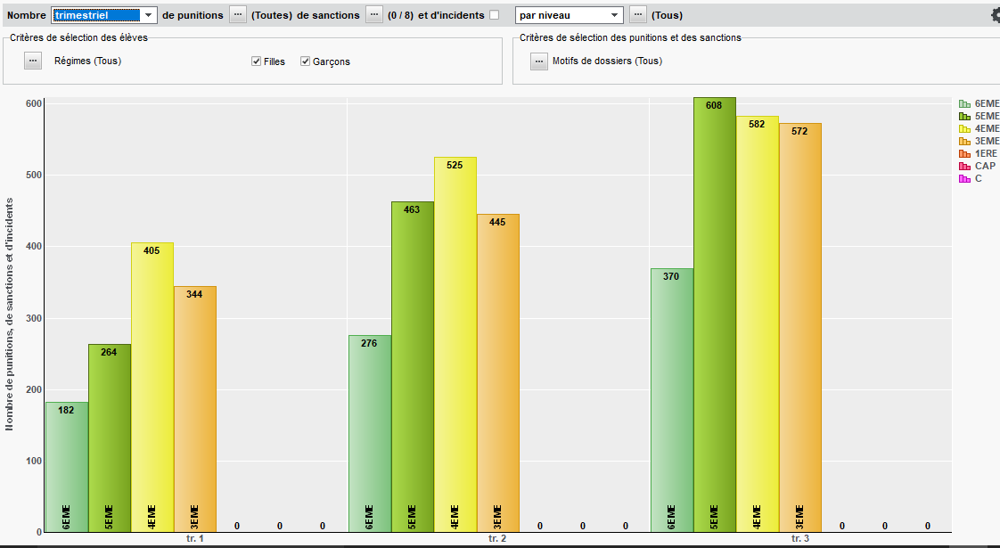 Nombre trimestriel de punitions ... (Toutes) de sanctions ... (0 / 8) et d'incidents par niveau ... (Tous)
Critères de sélection des élèves
... Régimes (Tous) Filles Garçons
Critères de sélection des punitions et des sanctions
... Motifs de dossiers (Tous)
Nombre de punitions, de sanctions et d'incidents
600
500
400
300
200
100
0
182
264
405
344
6EME
5EME
4EME
3EME
0 0 0
276
463
525
445
6EME
5EME
4EME
3EME
0 0 0
370
608
582
572
6EME
5EME
4EME
3EME
0 0 0
tr. 1 tr. 2 tr. 3
6EME
5EME
4EME
3EME
1ERE
CAP
C